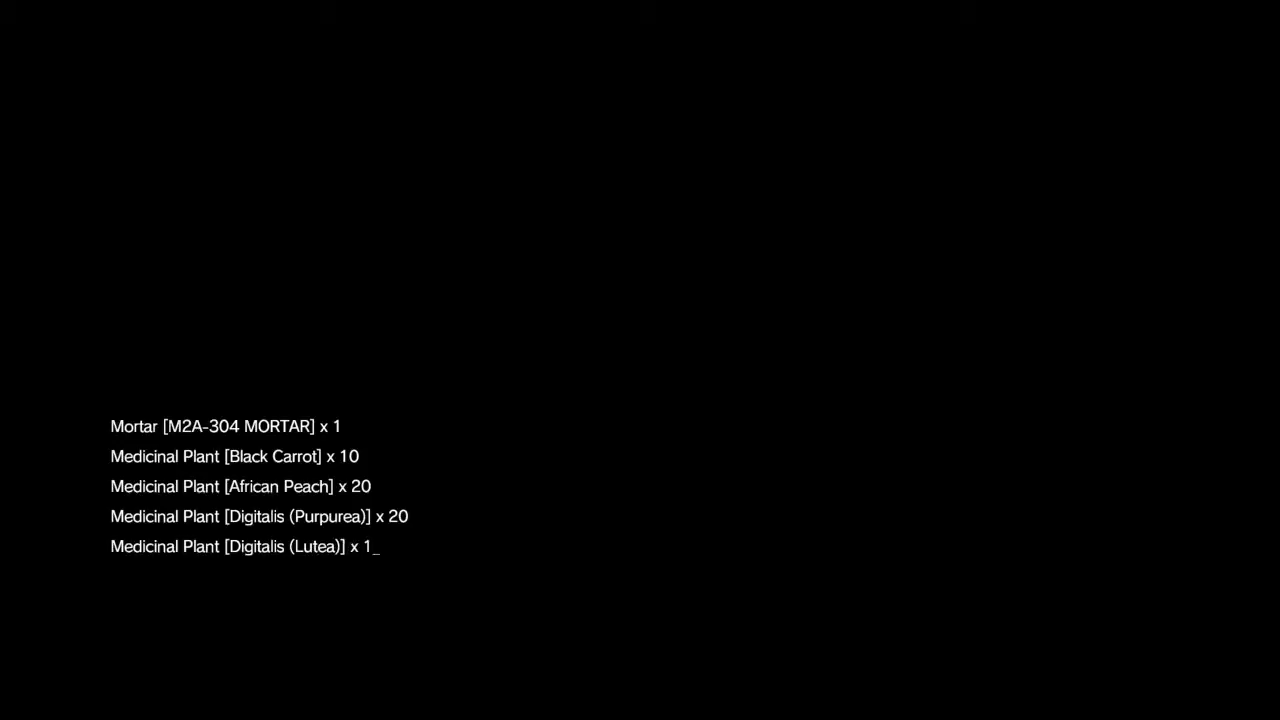 Mortar [M2A-304 MORTAR] x 1
Medicinal Plant [Black Carrot] x 10
Medicinal Plant [African Peach] x 20
Medicinal Plant [Digitalis (Purpurea)] x 20
Medicinal Plant [Digitalis (Lutea)] x 1_